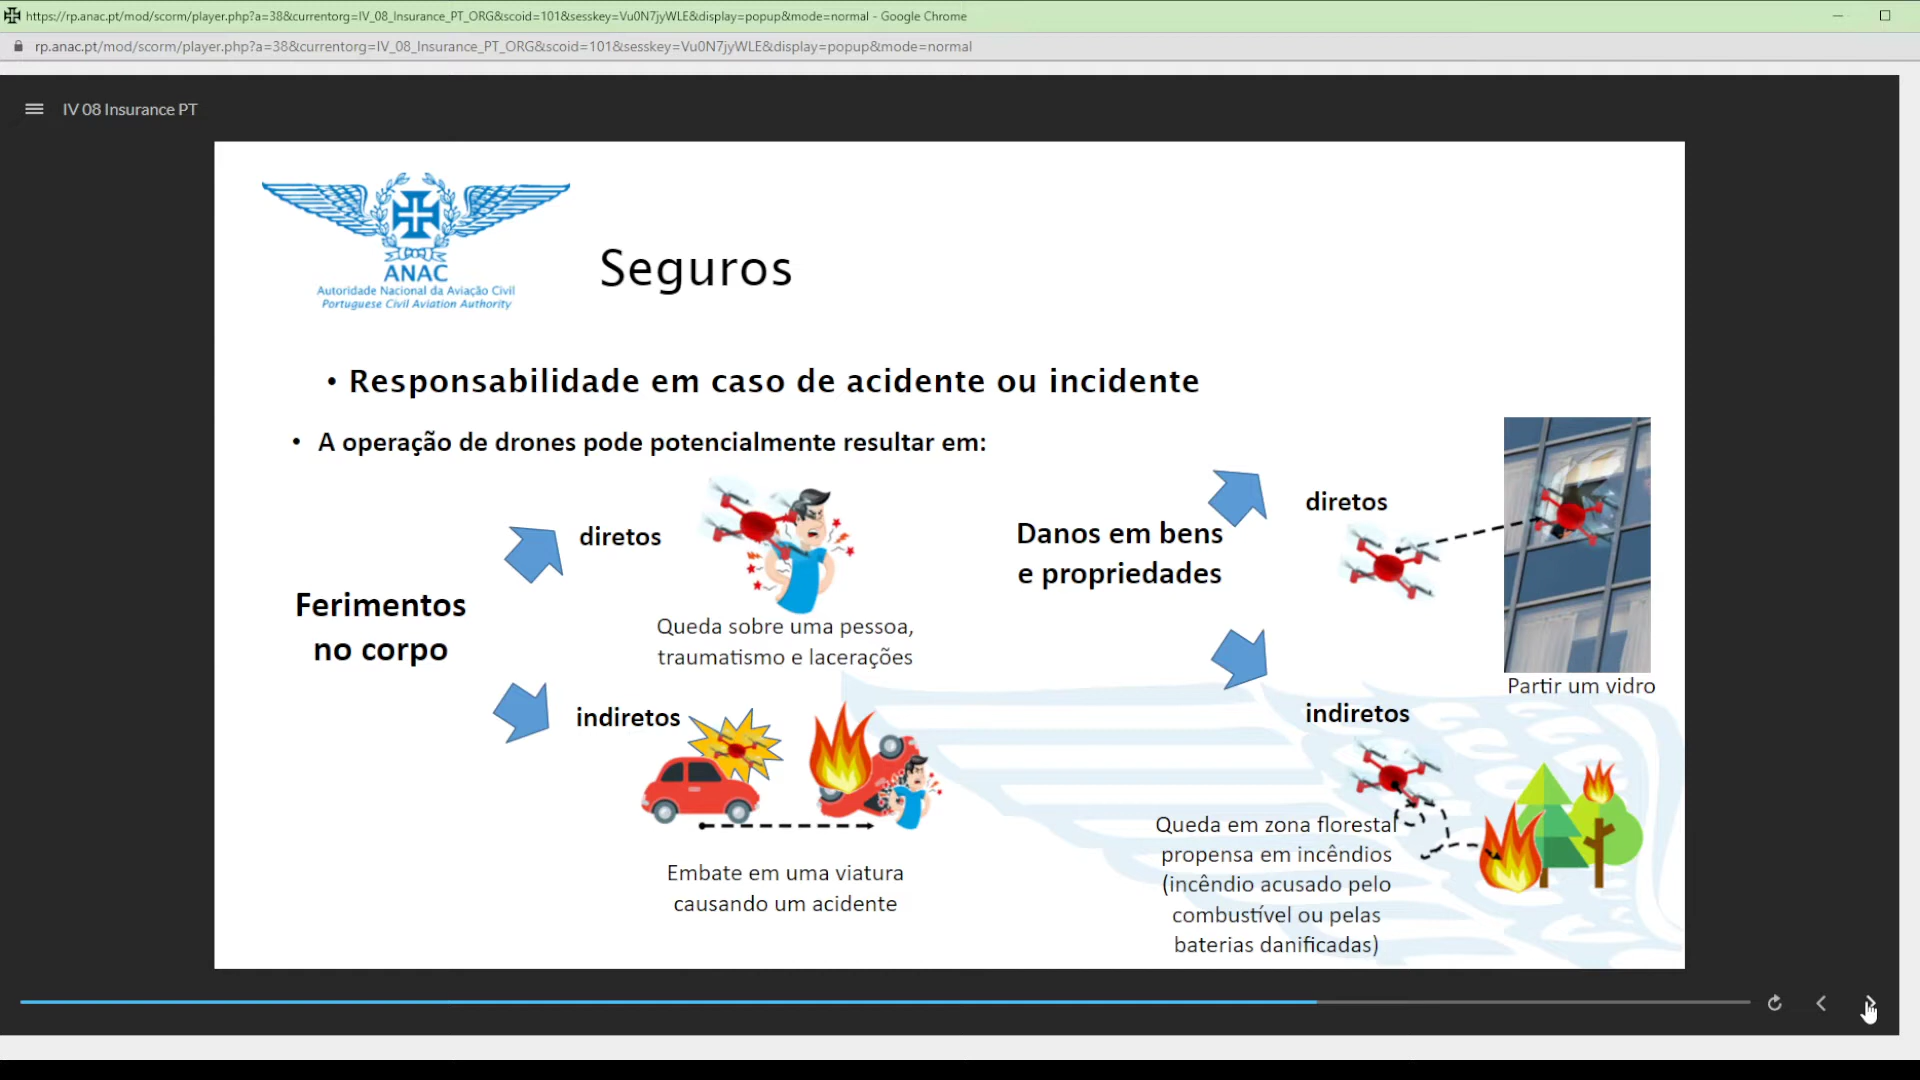 https://rp.anac.pt/mod/scorm/player.php?a=38&currentorg=IV_08_Insurance_PT_ORG&scoid=101&sesskey=Vu0N7jyWLE&display=popup&mode=normal - Google Chrome
rp.anac.pt/mod/scorm/player.php?a=38&currentorg=IV_08_Insurance_PT_ORG&scoid=101&sesskey=Vu0N7jyWLE&display=popup&mode=normal
IV 08 Insurance PT
ANAC
Autoridade Nacional da Aviação Civil
Portuguese Civil Aviation Authority
Seguros
• Responsabilidade em caso de acidente ou incidente
• A operação de drones pode potencialmente resultar em:
Ferimentos
no corpo
diretos
Queda sobre uma pessoa,
traumatismo e lacerações
indiretos
Embate em uma viatura
causando um acidente
Danos em bens
e propriedades
diretos
Partir um vidro
indiretos
Queda em zona florestal
propensa em incêndios
(incêndio acusado pelo
combustível ou pelas
baterias danificadas)